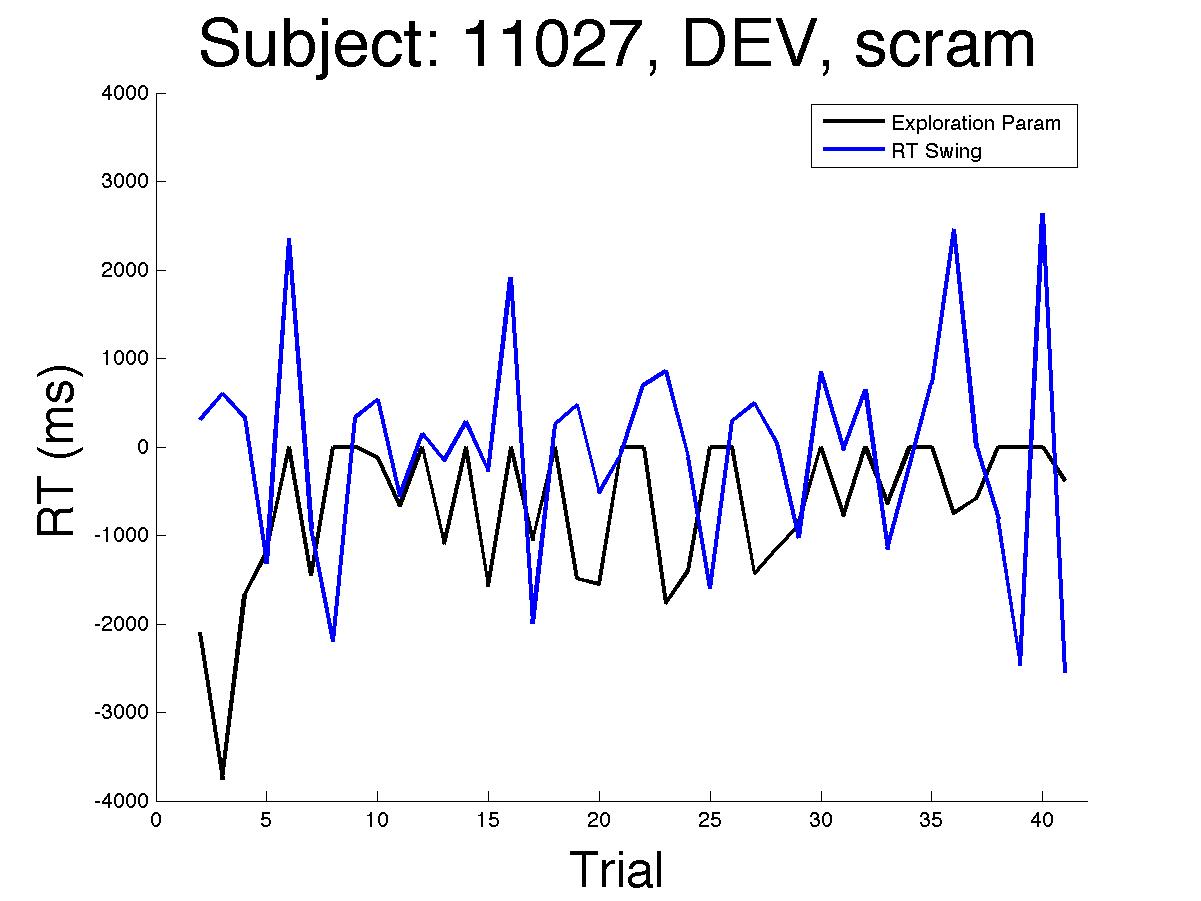 Subject: 11027, DEV, scram
4000
3000
2000
1000
0
-1000
-2000
-3000
-4000
RT (ms)
Exploration Param
RT Swing
0 5 10 15 20 25 30 35 40
Trial